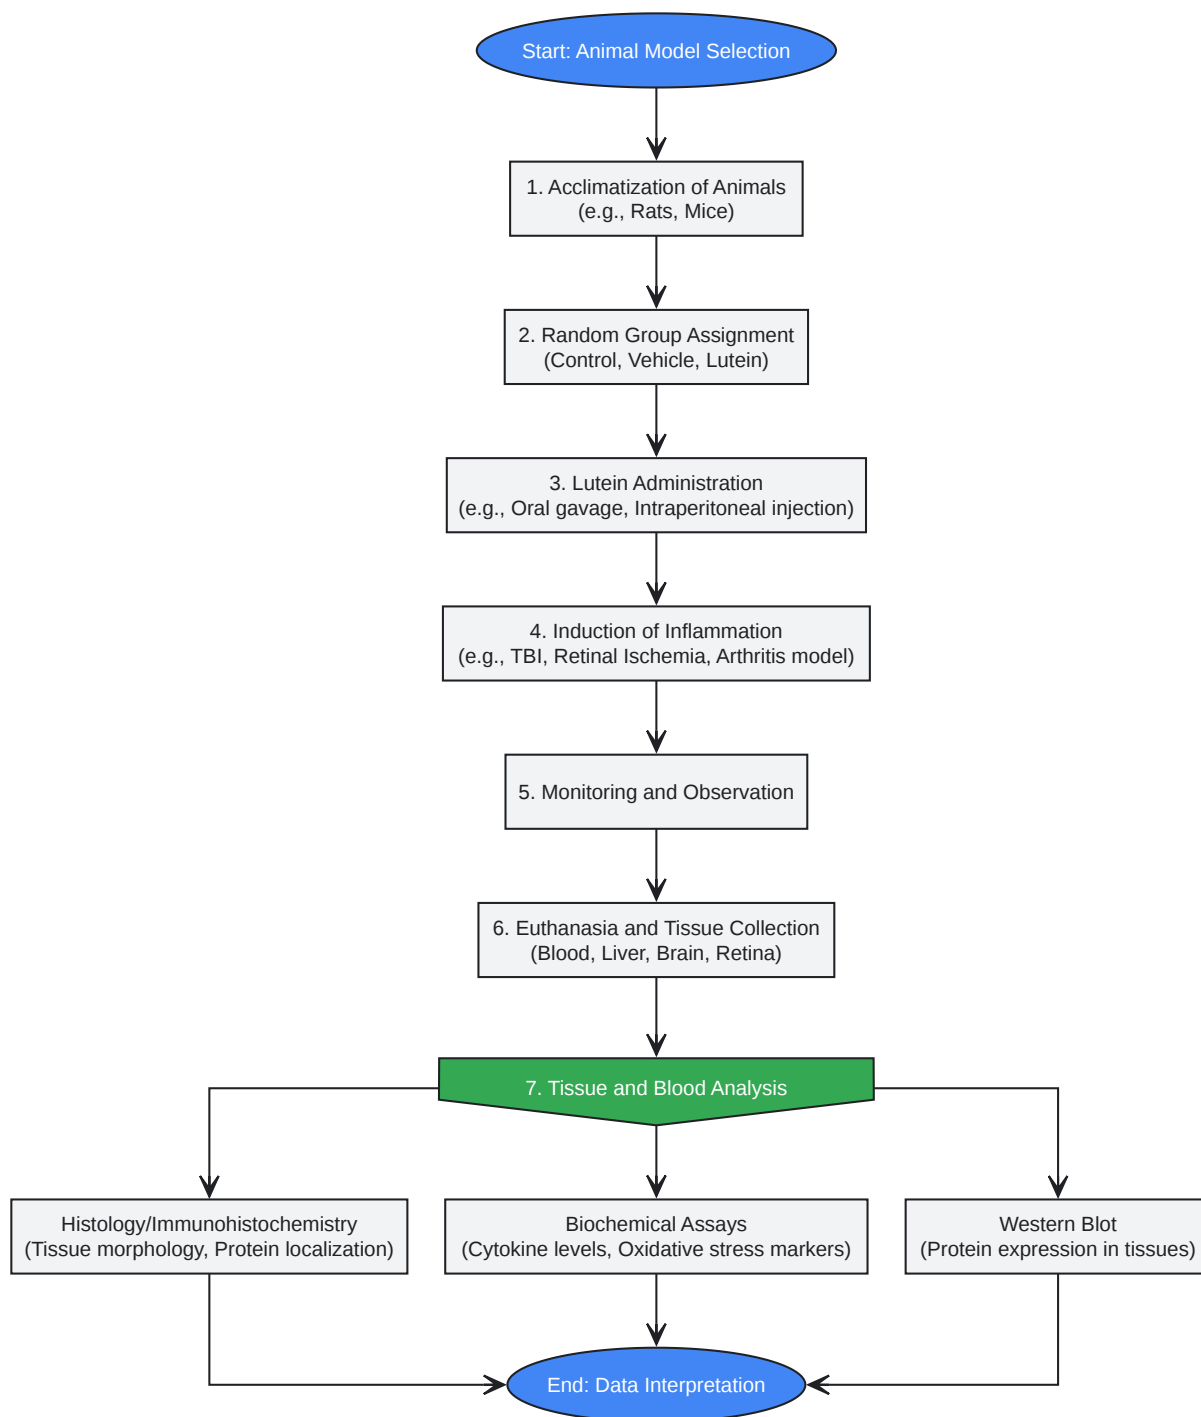 Start: Animal Model Selection
1. Acclimatization of Animals
(e.g., Rats, Mice)
2. Random Group Assignment
(Control, Vehicle, Lutein)
3. Lutein Administration
(e.g., Oral gavage, Intraperitoneal injection)
4. Induction of Inflammation
(e.g., TBI, Retinal Ischemia, Arthritis model)
5. Monitoring and Observation
6. Euthanasia and Tissue Collection
(Blood, Liver, Brain, Retina)
7. Tissue and Blood Analysis
Histology/Immunohistochemistry
(Tissue morphology, Protein localization)
Biochemical Assays
(Cytokine levels, Oxidative stress markers)
Western Blot
(Protein expression in tissues)
End: Data Interpretation